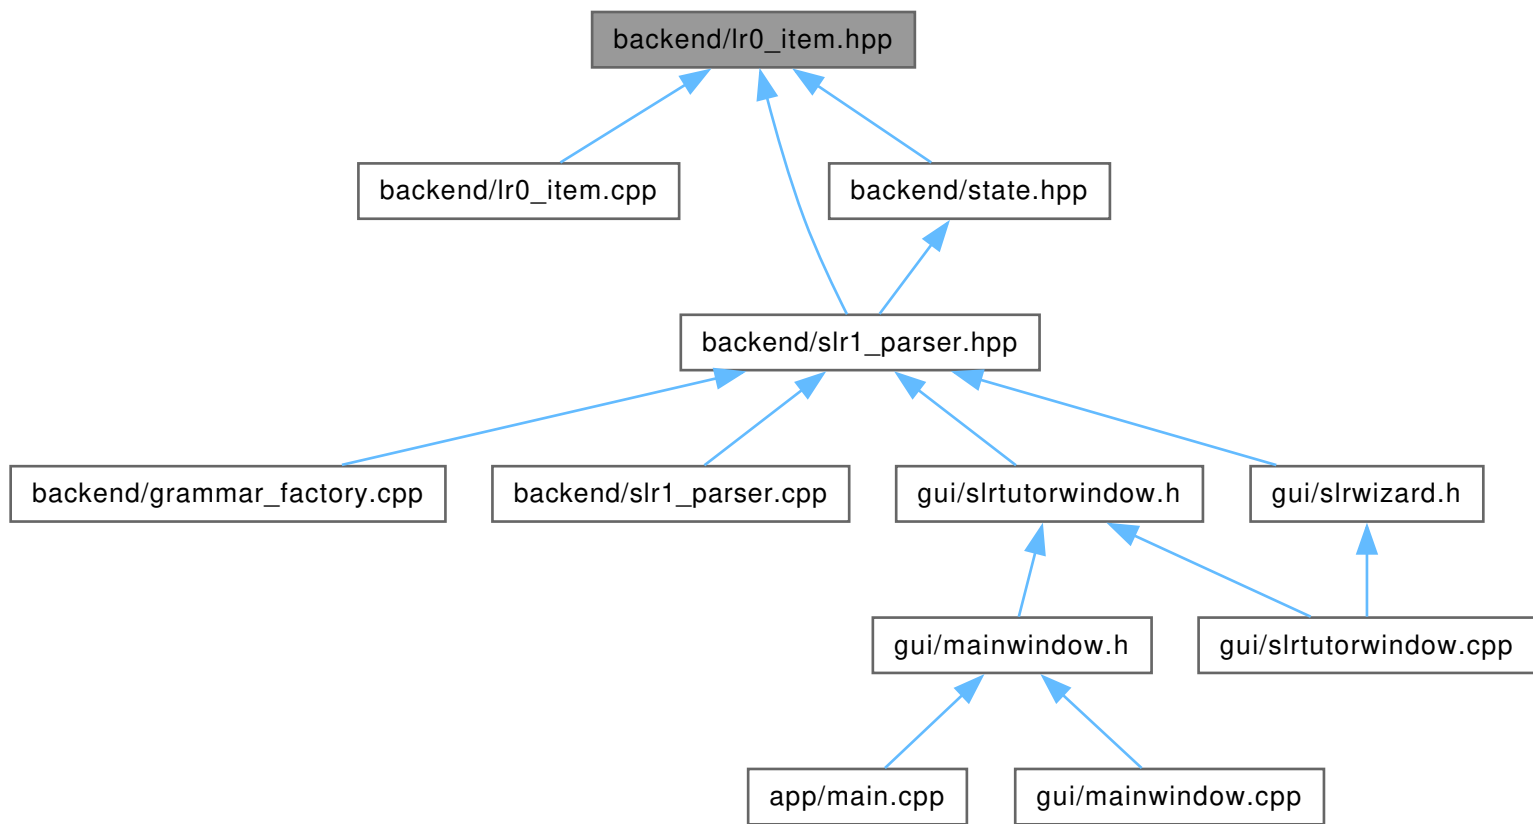 backend/lr0_item.hpp
backend/lr0_item.cpp
backend/state.hpp
backend/slr1_parser.hpp
backend/grammar_factory.cpp
backend/slr1_parser.cpp
gui/slrtutorwindow.h
gui/slrwizard.h
gui/mainwindow.h
gui/slrtutorwindow.cpp
app/main.cpp
gui/mainwindow.cpp